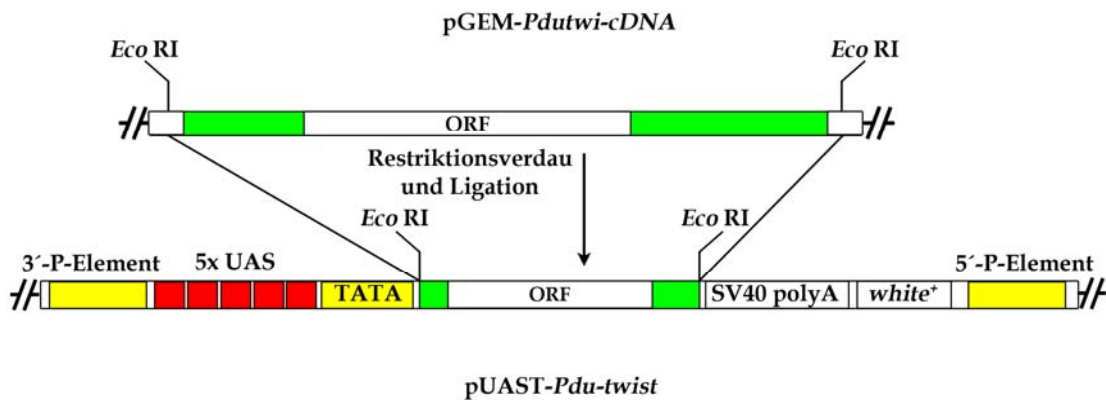 pGEM-Pdutwi-cDNA
Eco RI
Eco RI
ORF
Restriktionsverdau
und Ligation
Eco RI
Eco RI
3´-P-Element
5x UAS
5´-P-Element
TATA
ORF
SV40 polyA
white⁺
pUAST-Pdu-twist